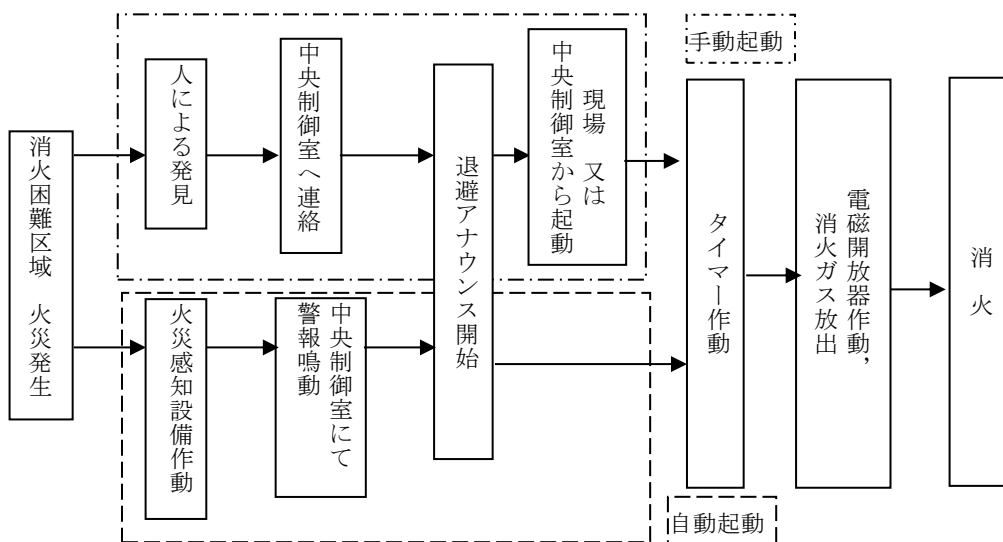 消火困難区域 火災発生
人による発見
中央制御室へ連絡
退避アナウンス開始
現場 又は
中央制御室から起動
手動起動
火災感知設備作動
中央制御室にて
警報鳴動
自動起動
タイマー作動
電磁開放器作動,
消火ガス放出
消 火